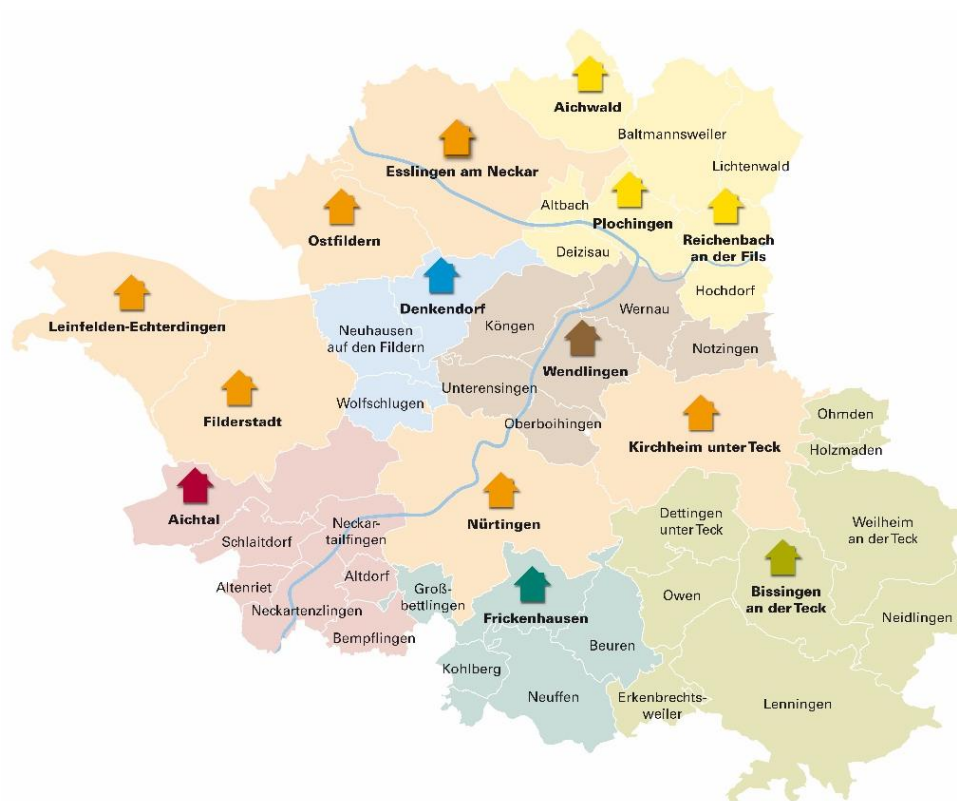 Aichwald
Baltmannsweiler
Lichtenwald
Esslingen am Neckar
Altbach
Plochingen
Ostfildern
Reichenbach
an der Fils
Deizisau
Hochdorf
Denkendorf
Wernau
Leinfelden-Echterdingen
Köngen
Neuhausen
auf den Fildern
Notzingen
Wendlingen
Unterensingen
Wolfschlugen
Ohmden
Filderstadt
Oberboihingen
Kirchheim unter Teck
Holzmaden
Aichtal
Nürtingen
Dettingen
unter Teck
Neckar-
tailfingen
Weilheim
an der Teck
Schlaitdorf
Altdorf
Altenriet
Groß-
bettlingen
Bissingen
an der Teck
Owen
Neckartenzlingen
Frickenhausen
Neidlingen
Bempflingen
Beuren
Kohlberg
Neuffen
Erkenbrechts-
weiler
Lenningen